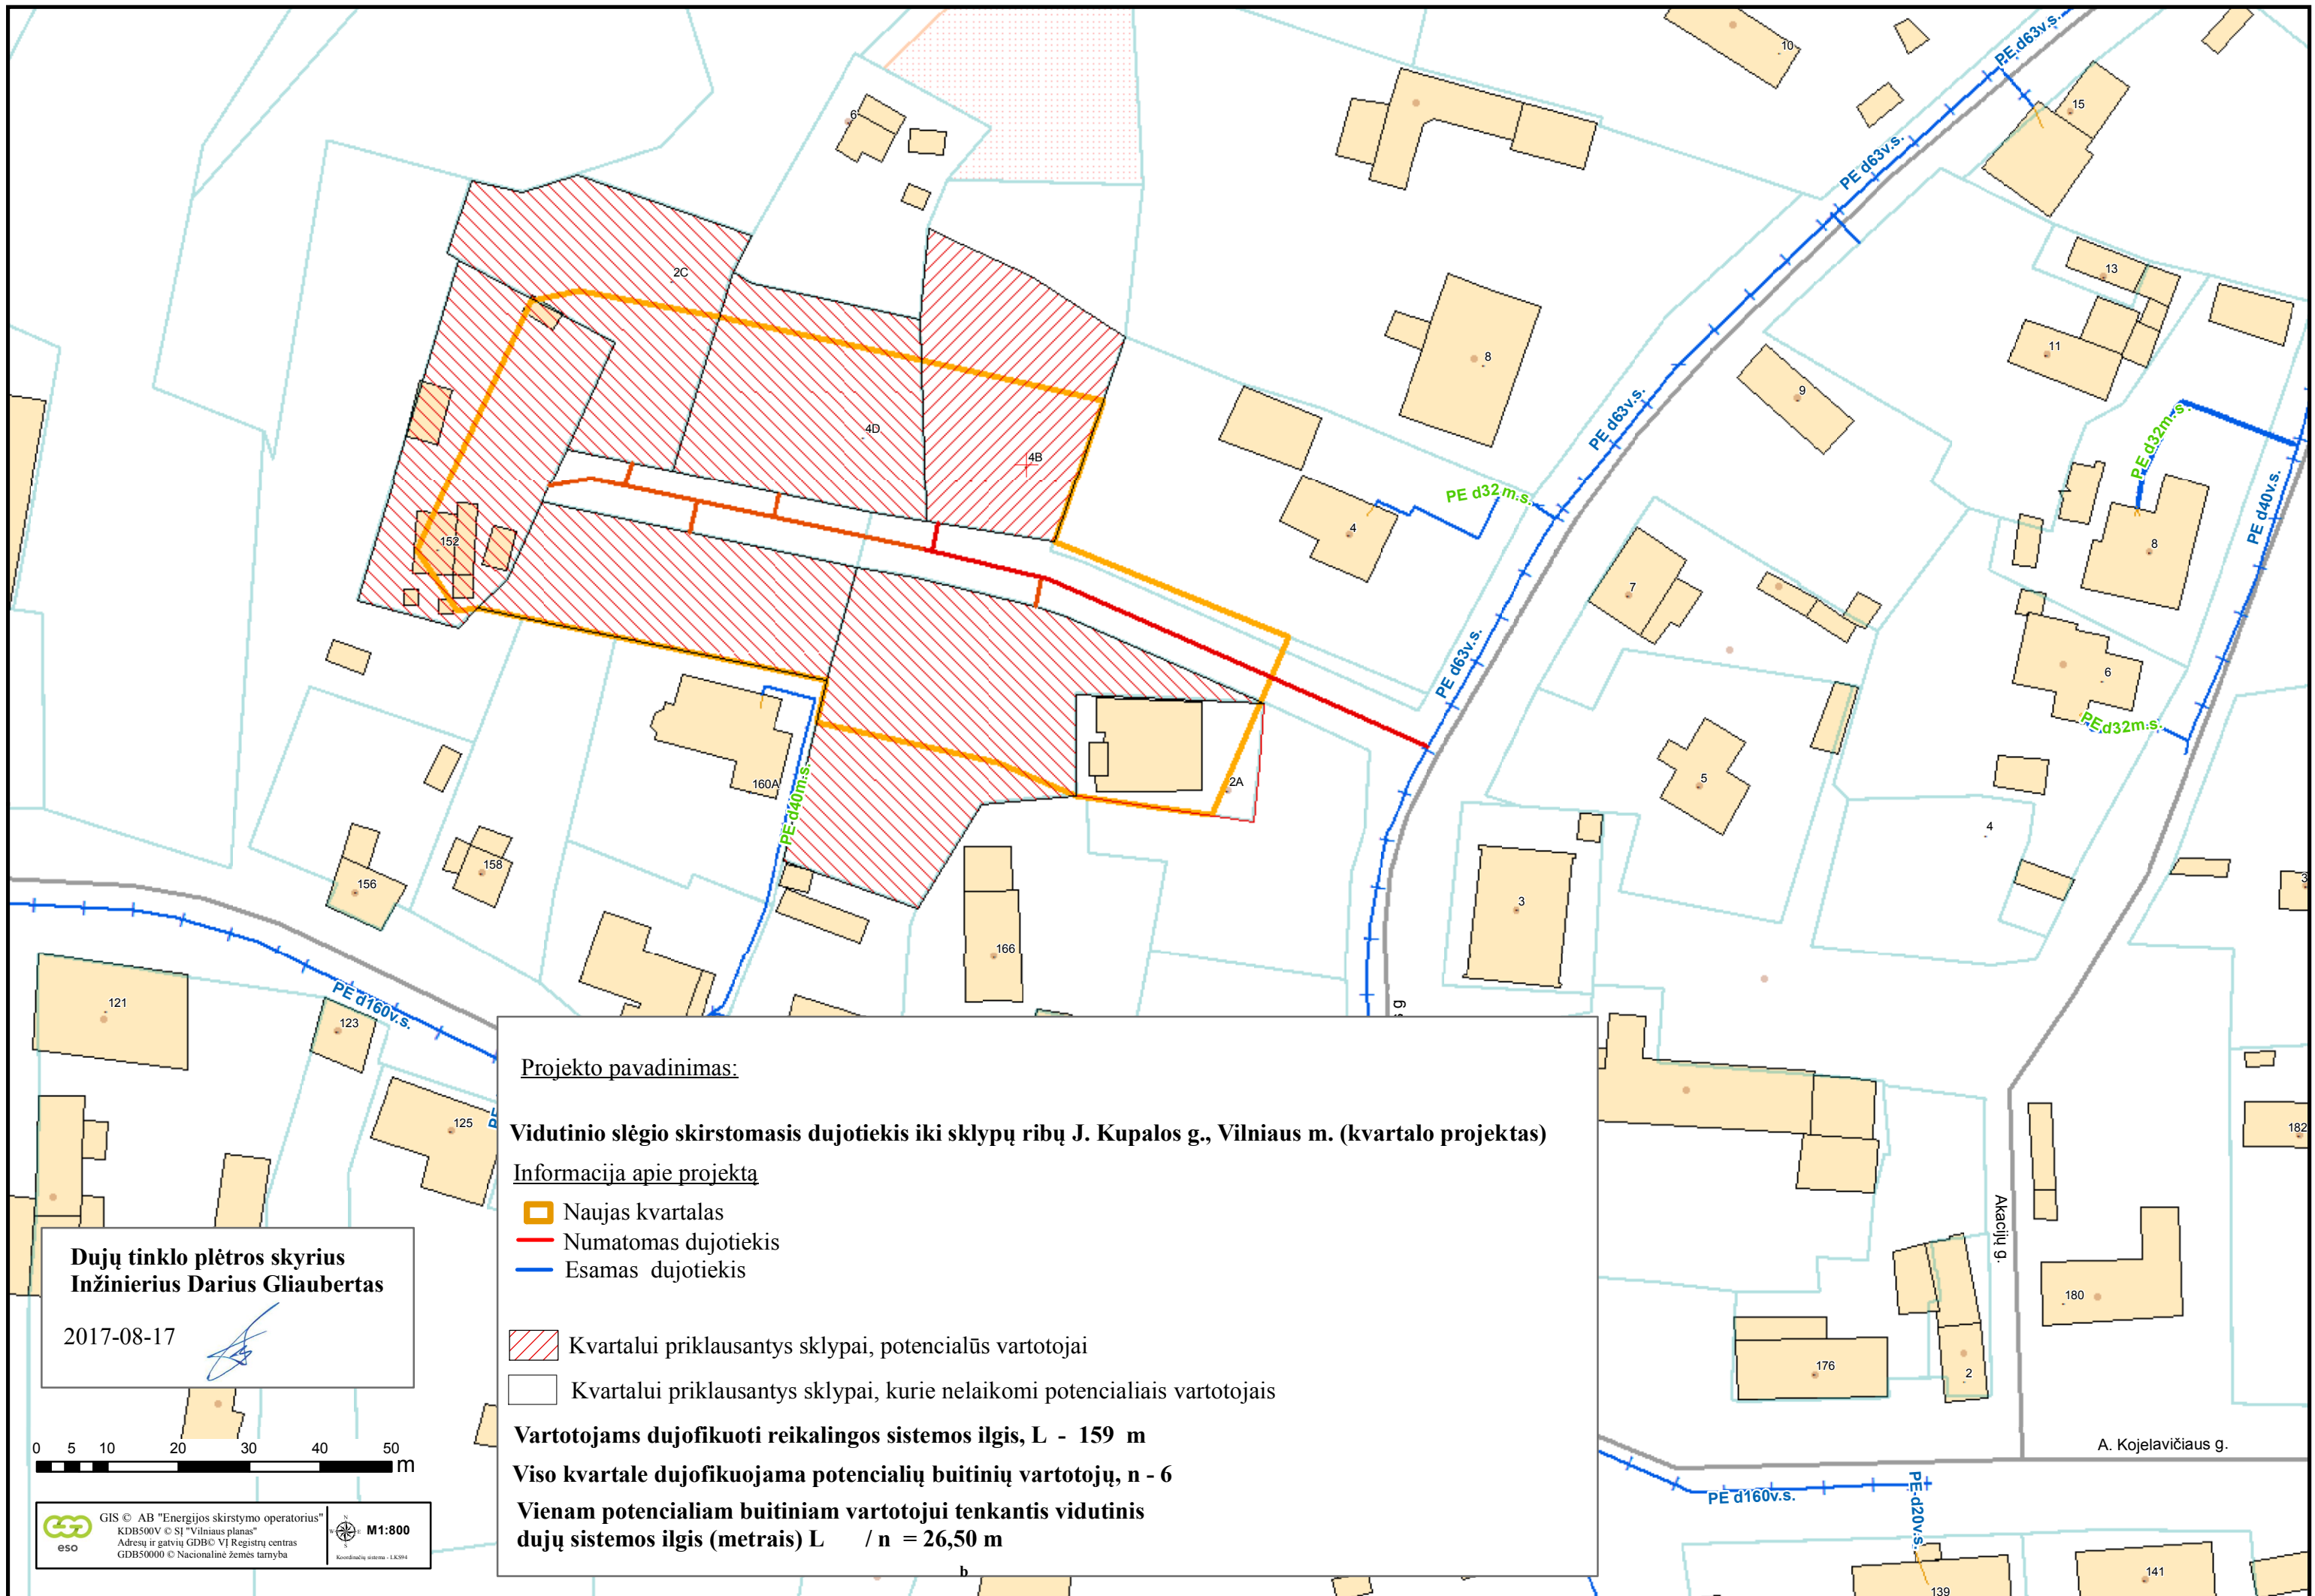 10
PE d63v.s.
15
6
PE d63v.s.
2C
13
11
8
9
4D
4B
PE d63v.s.
PE d32m.s.
PE d32m.s.
4
PE d40v.s.
8
152
7
PE d63v.s.
6
PEd32m.s.
160A
PE d40m.s.
2A
5
4
158
156
3
3
166
121
PE d160v.s.
123
g
125
PE
182
Projekto pavadinimas:
Vidutinio slėgio skirstomasis dujotiekis iki sklypų ribų J. Kupalos g., Vilniaus m. (kvartalo projektas)
Informacija apie projektą
Naujas kvartalas
Numatomas dujotiekis
Esamas dujotiekis
Kvartalui priklausantys sklypai, potencialūs vartotojai
Kvartalui priklausantys sklypai, kurie nelaikomi potencialiais vartotojais
Vartotojams dujofikuoti reikalingos sistemos ilgis, L - 159 m
Viso kvartale dujofikuojama potencialių buitinių vartotojų, n - 6
Vienam potencialiam buitiniam vartotojui tenkantis vidutinis
dujų sistemos ilgis (metrais) L / n = 26,50 m
b
Dujų tinklo plėtros skyrius
Inžinierius Darius Gliaubertas
2017-08-17
0 5 10 20 30 40 50
m
eso
GIS © AB "Energijos skirstymo operatorius"
KDB500V © SĮ "Vilniaus planas"
Adresų ir gatvių GDB© VĮ Registrų centras
GDB50000 © Nacionalinė žemės tarnyba
N
W E
S
M1:800
Koordinačių sistema - LKS94
Akacijų g.
180
176
2
A. Kojelavičiaus g.
PE d160v.s.
PE d20v.s.
139
141